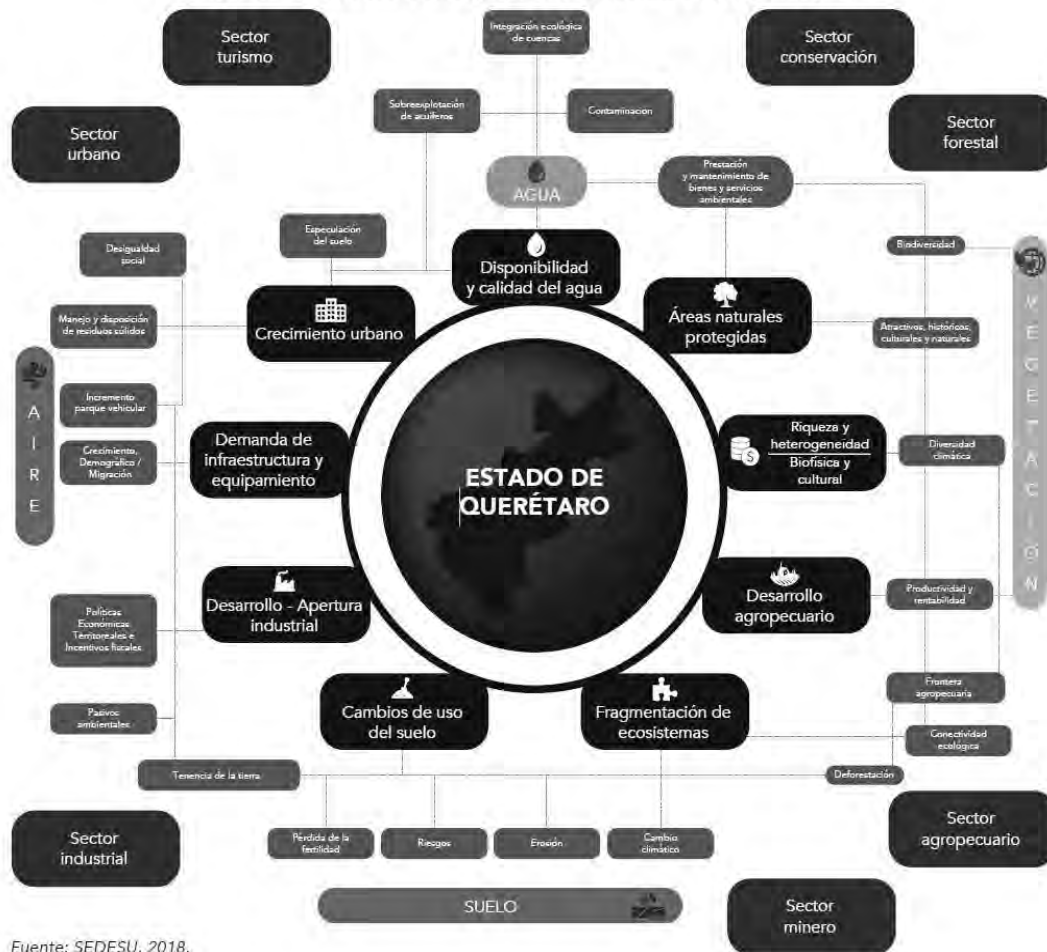 Sector
turismo
Integración ecológica
de cuencas
Sector
conservación
Sobreexplotación
de acuíferos
Contaminación
Sector
urbano
Sector
forestal
AGUA
Prestación
y mantenimiento de
bienes y servicios
ambientales
Especulación
del suelo
Desigualdad
social
Disponibilidad
y calidad del agua
Biodiversidad
Crecimiento urbano
Áreas naturales
protegidas
Manejo y disposición
de residuos sólidos
Atractivos, históricos,
culturales y naturales
VEGETACIÓN
AIRE
Incremento
parque vehicular
Crecimiento,
Demográfico /
Migración
Demanda de
infraestructura y
equipamiento
ESTADO DE
QUERÉTARO
Riqueza y
heterogeneidad
Biofísica y
cultural
Diversidad
climática
Políticas
Económicas
Territoreales e
Incentivos fiscales
Desarrollo - Apertura
industrial
Desarrollo
agropecuario
Productividad y
rentabilidad
Pasivos
ambientales
Cambios de uso
del suelo
Fragmentación de
ecosistemas
Frontera
agropecuaria
Conectividad
ecológica
Tenencia de la tierra
Deforestación
Sector
industrial
Pérdida de la
fertilidad
Riesgos
Erosión
Cambio
climático
Sector
agropecuario
SUELO
Sector
minero
Fuente: SEDESU, 2018.